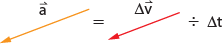 a⃗ = Δv⃗ ÷ Δt